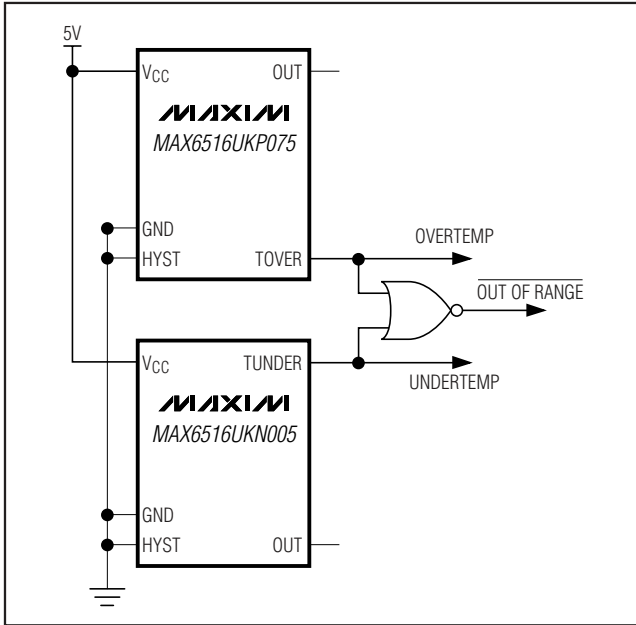 5V
VCC
OUT
MAXIM
MAX6516UKP075
GND
HYST
TOVER
OVERTEMP
OUT OF RANGE
VCC
TUNDER
UNDERTEMP
MAXIM
MAX6516UKN005
GND
HYST
OUT